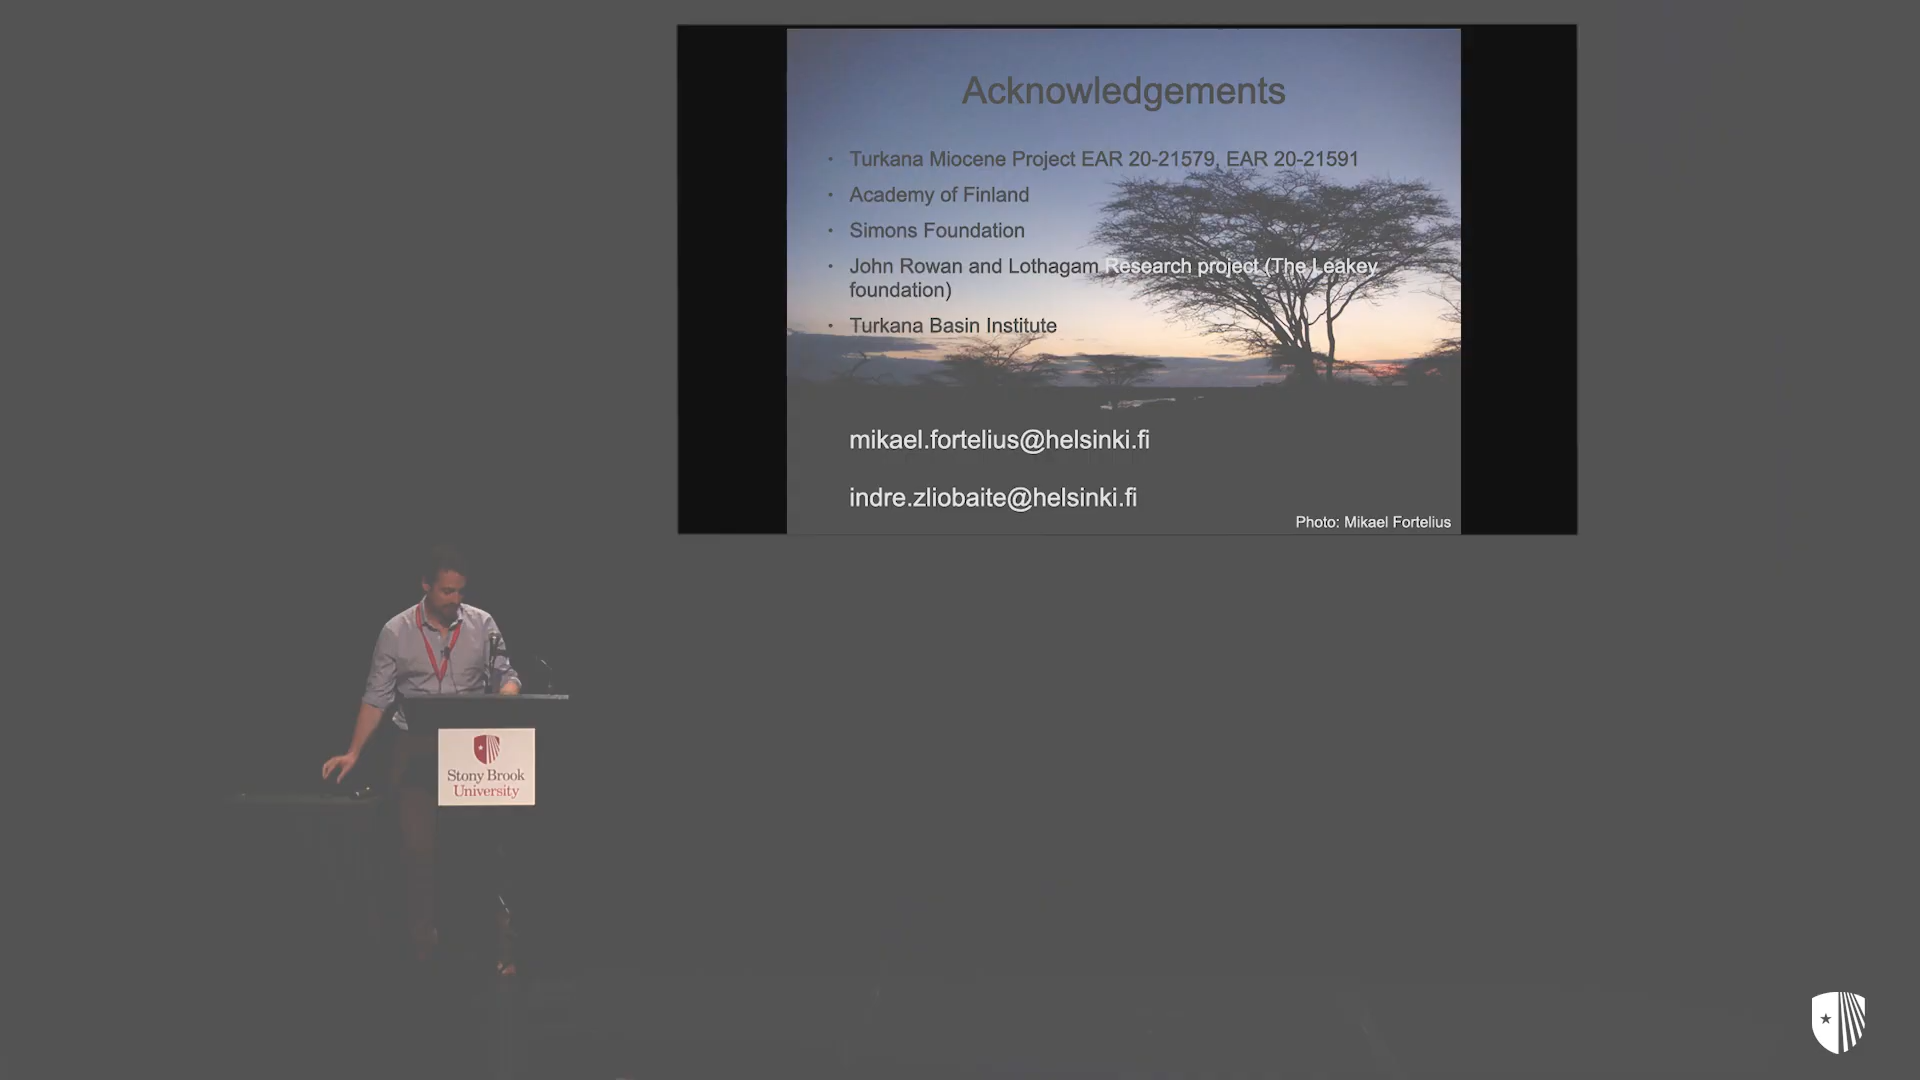 Acknowledgements
• Turkana Miocene Project EAR 20-21579, EAR 20-21591
• Academy of Finland
• Simons Foundation
• John Rowan and Lothagam Research project (The Leakey
foundation)
• Turkana Basin Institute
mikael.fortelius@helsinki.fi
indre.zliobaite@helsinki.fi
Photo: Mikael Fortelius
Stony Brook
University